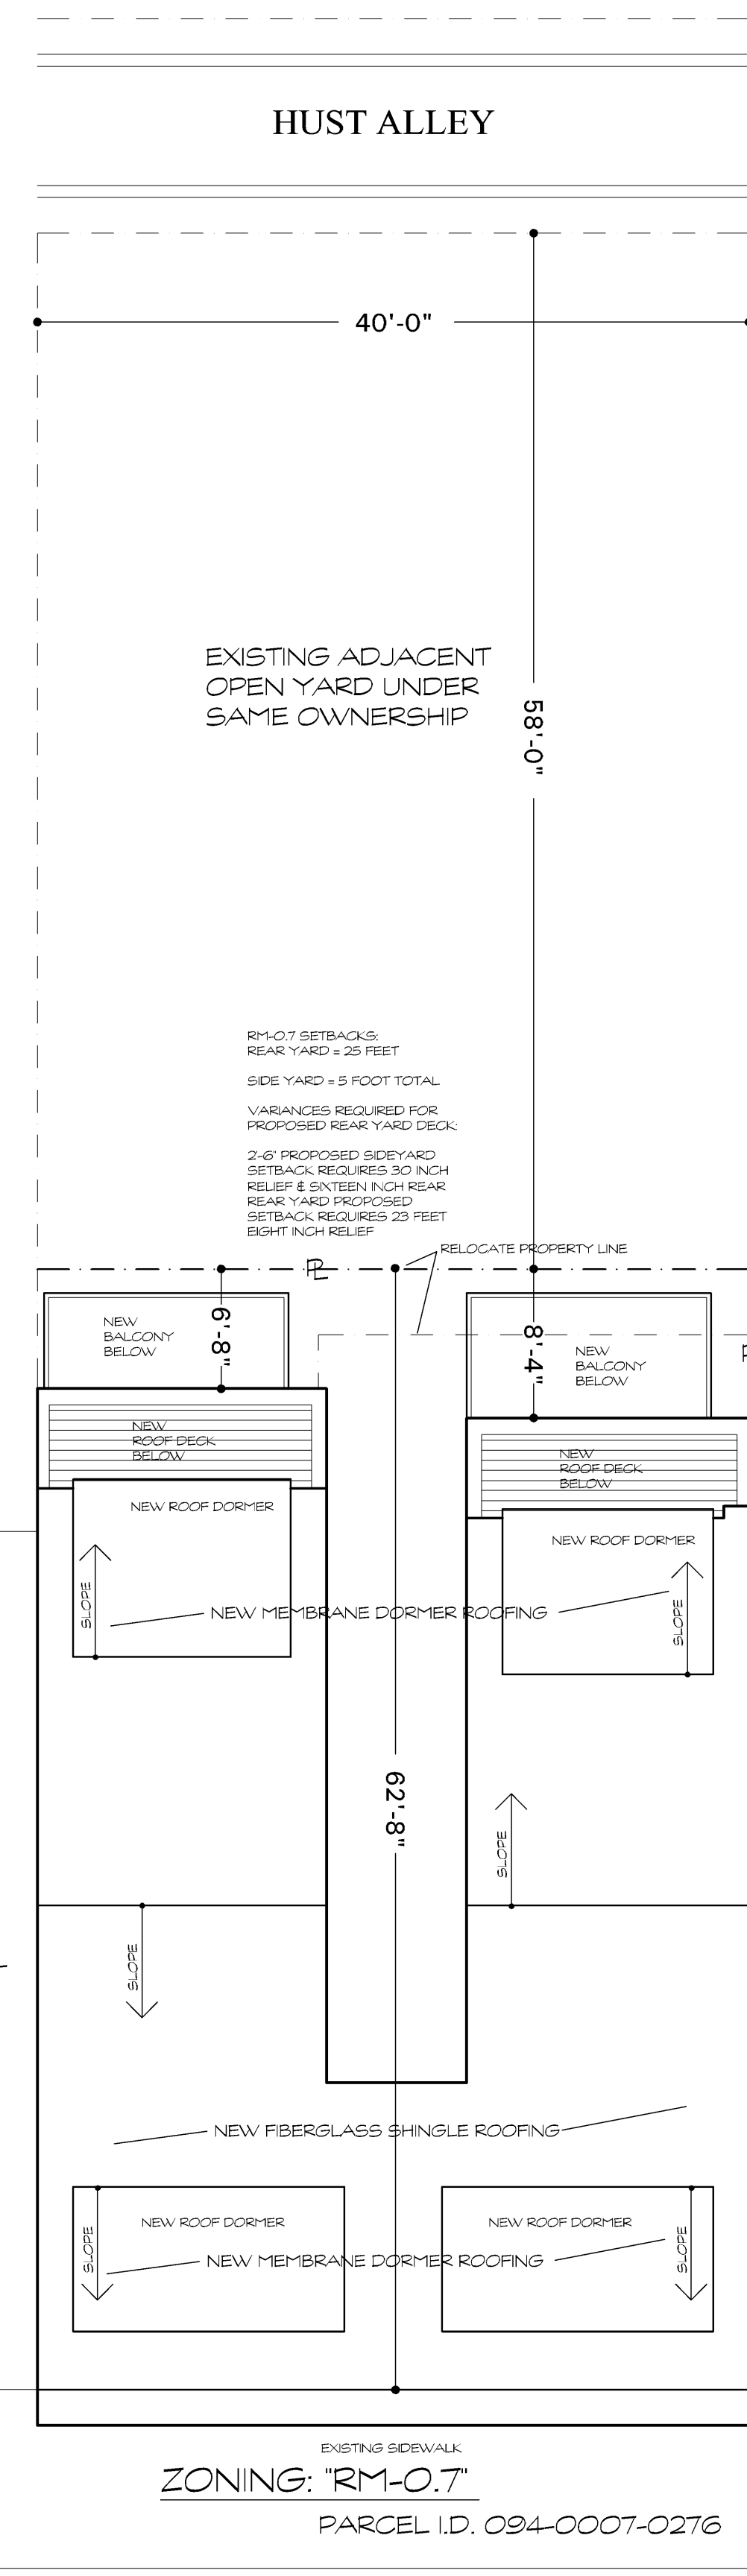 HUST ALLEY
40'-0"
EXISTING ADJACENT
OPEN YARD UNDER
SAME OWNERSHIP
58'-0"
RM-0.7 SETBACKS:
REAR YARD = 25 FEET
SIDE YARD = 5 FOOT TOTAL
VARIANCES REQUIRED FOR
PROPOSED REAR YARD DECK:
2'-6" PROPOSED SIDEYARD
SETBACK REQUIRES 30 INCH
RELIEF & SIXTEEN INCH REAR
REAR YARD PROPOSED
SETBACK REQUIRES 23 FEET
EIGHT INCH RELIEF
RELOCATE PROPERTY LINE
PL
NEW
BALCONY
BELOW
6'-8"
8'-4"
NEW
BALCONY
BELOW
NEW
ROOF DECK
BELOW
NEW
ROOF DECK
BELOW
NEW ROOF DORMER
NEW ROOF DORMER
SLOPE
NEW MEMBRANE DORMER ROOFING
SLOPE
62'-8"
SLOPE
SLOPE
NEW FIBERGLASS SHINGLE ROOFING
NEW ROOF DORMER
NEW ROOF DORMER
SLOPE
NEW MEMBRANE DORMER ROOFING
SLOPE
EXISTING SIDEWALK
ZONING: "RM-0.7"
PARCEL I.D. 094-0007-0276